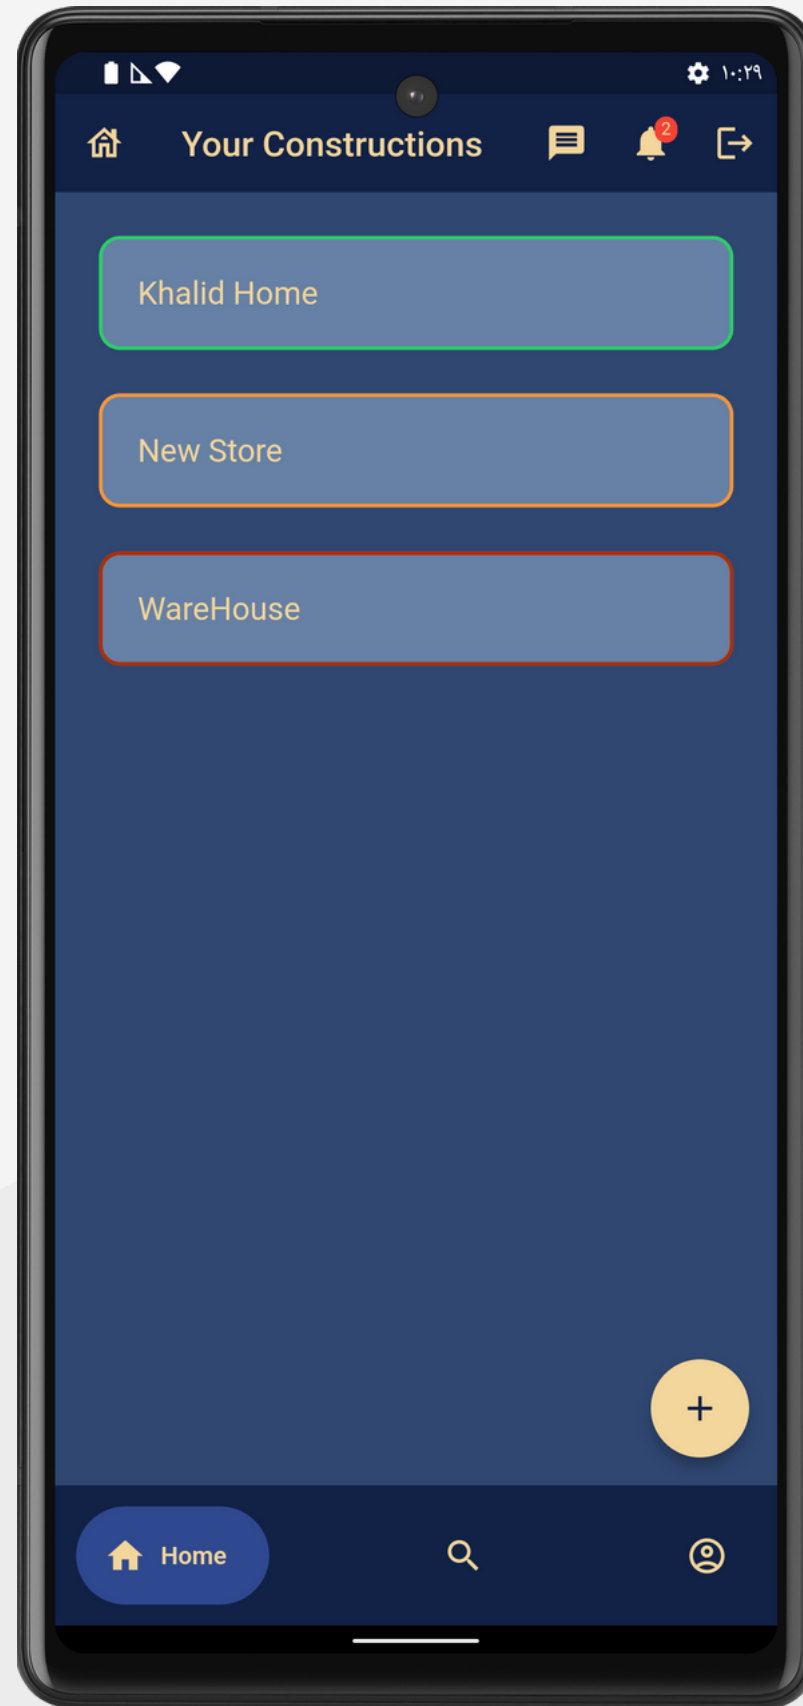 ١٠:٢٩
Your Constructions
2
Khalid Home
New Store
WareHouse
Home